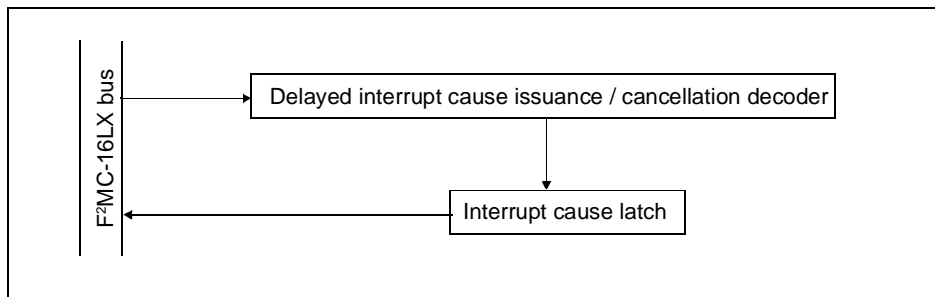 F²MC-16LX bus
Delayed interrupt cause issuance / cancellation decoder
Interrupt cause latch